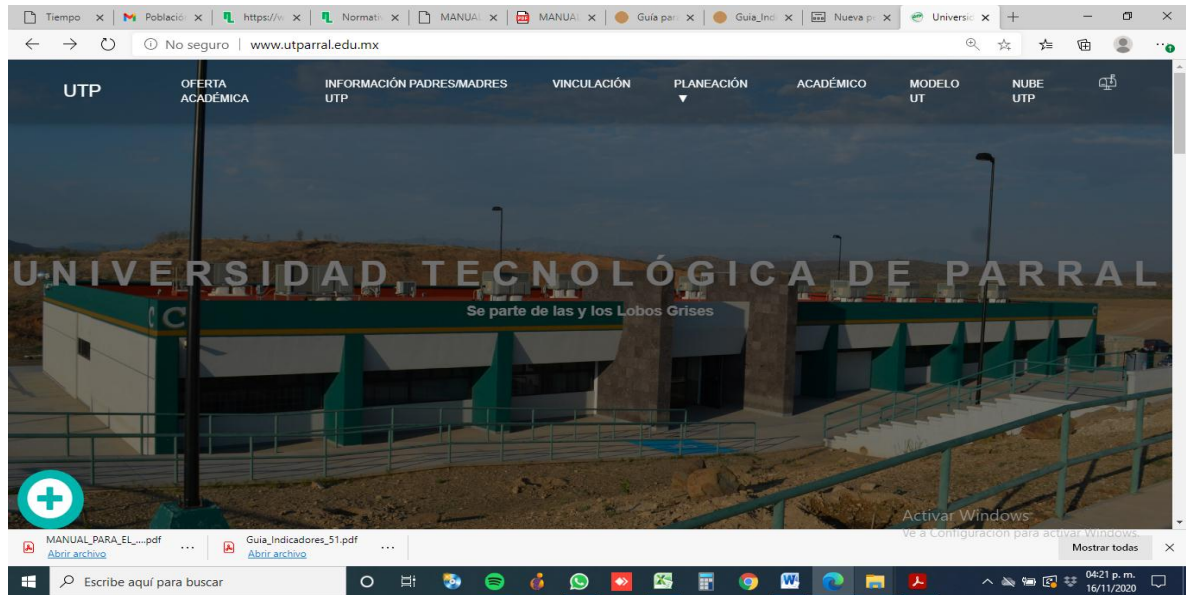 Tiempo
Població
https://w
Normativ
MANUAL
MANUAL
Guía par
Guia_Indi
Nueva p
Universid
No seguro | www.utparral.edu.mx
UTP
OFERTA
ACADÉMICA
INFORMACIÓN PADRES/MADRES
UTP
VINCULACIÓN
PLANEACIÓN
▼
ACADÉMICO
MODELO
UT
NUBE
UTP
UNIVERSIDAD TECNOLÓGICA DE PARRAL
Se parte de las y los Lobos Grises
Activar Windows
Ve a Configuración para activar Windows.
MANUAL_PARA_EL_....pdf
Abrir archivo
Guia_Indicadores_51.pdf
Abrir archivo
Mostrar todas
Escribe aquí para buscar
04:21 p. m.
16/11/2020